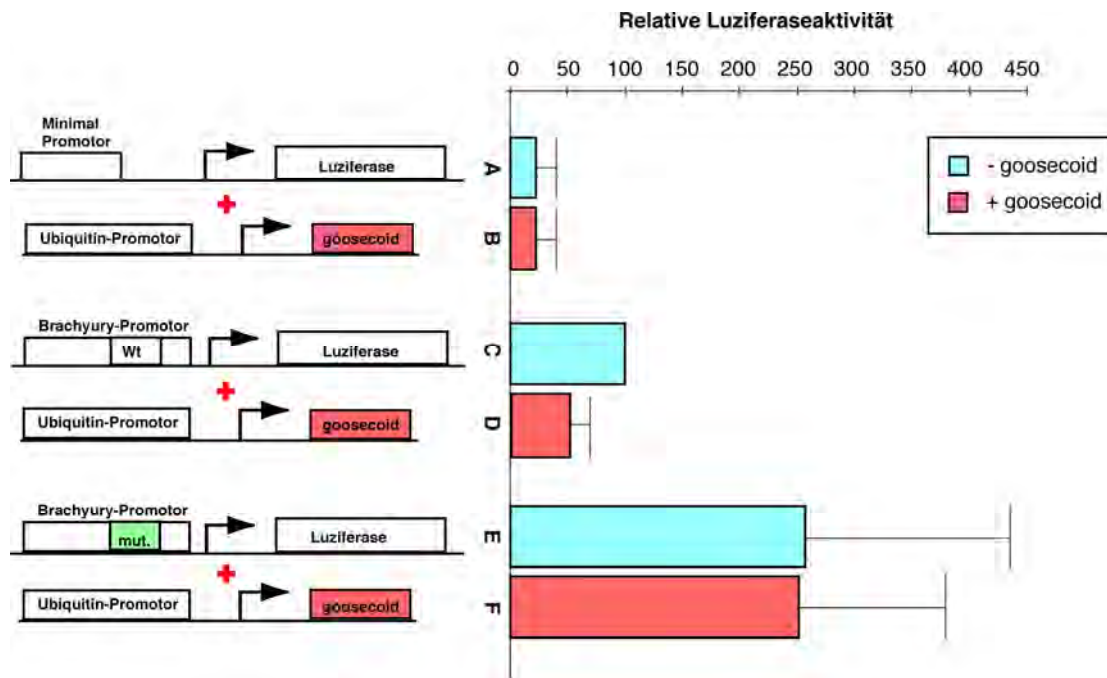 Relative Luziferaseaktivität
0 50 100 150 200 250 300 350 400 450
Minimal
Promotor
Luziferase
A
- goosecoid
+ goosecoid
+
Ubiquitin-Promotor
goosecoid
B
Brachyury-Promotor
Wt
Luziferase
C
+
Ubiquitin-Promotor
goosecoid
D
Brachyury-Promotor
mut.
Luziferase
E
+
Ubiquitin-Promotor
goosecoid
F